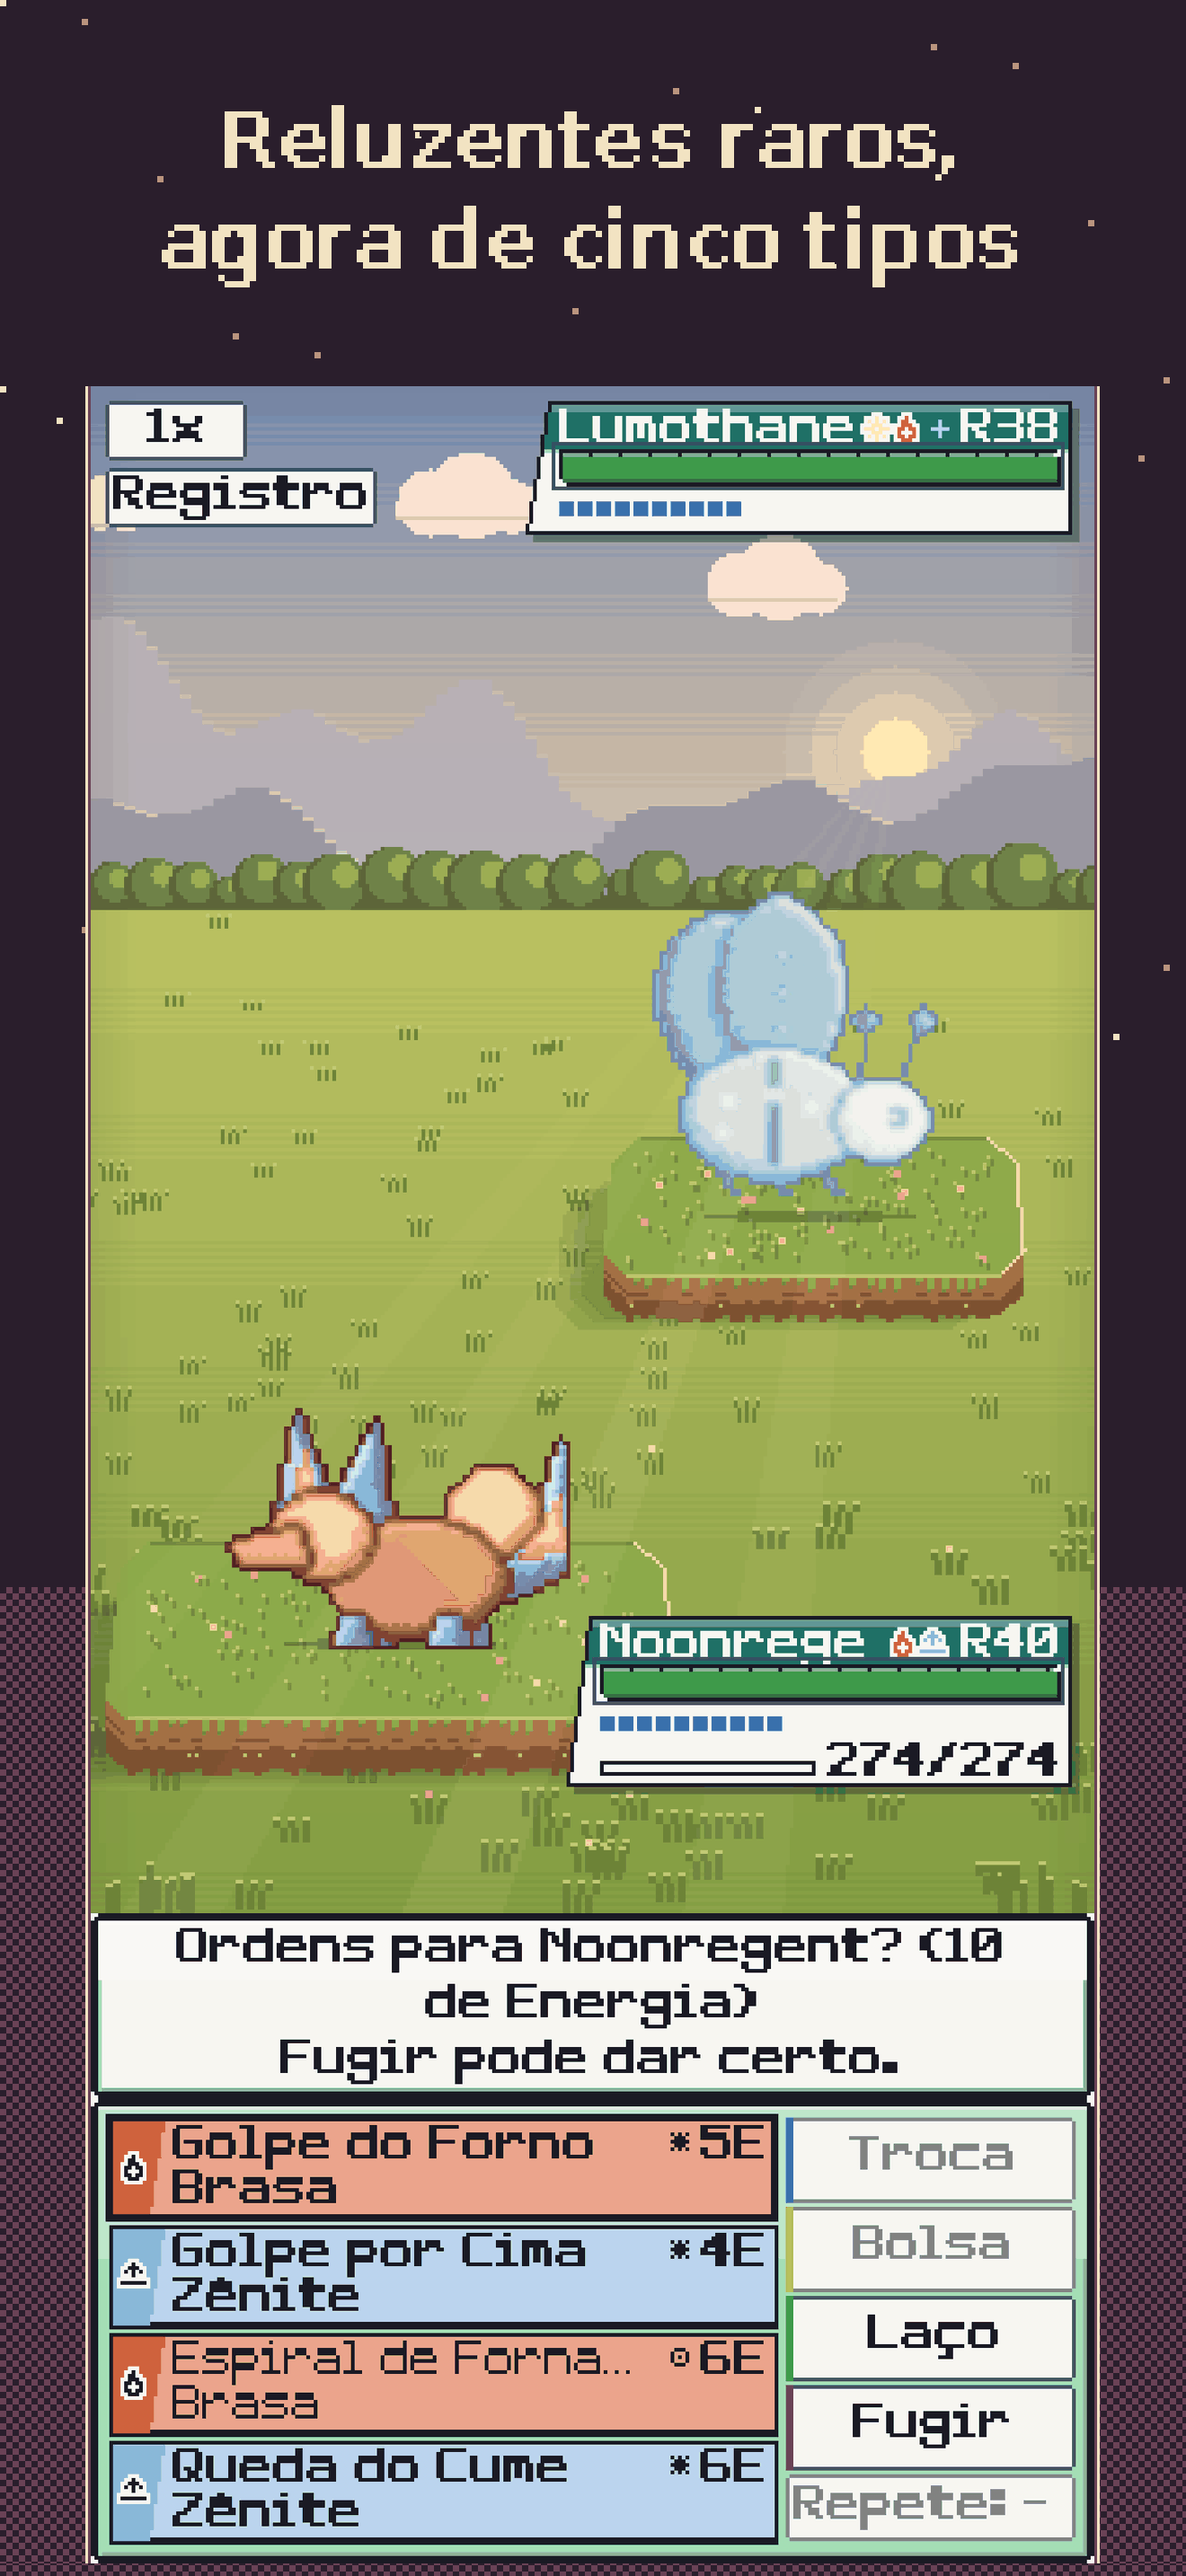 Reluzentes raros,
agora de cinco tipos
1x
Lumothane + R38
Registro
Noonrege R40
274/274
Ordens para Noonregent? (10
de Energia)
Fugir pode dar certo.
Golpe do Forno *5E
Brasa
Troca
Golpe por Cima *4E
Zênite
Bolsa
Laço
Espiral de Forna... 6E
Brasa
Fugir
Queda do Cume *6E
Zênite
Repete: -